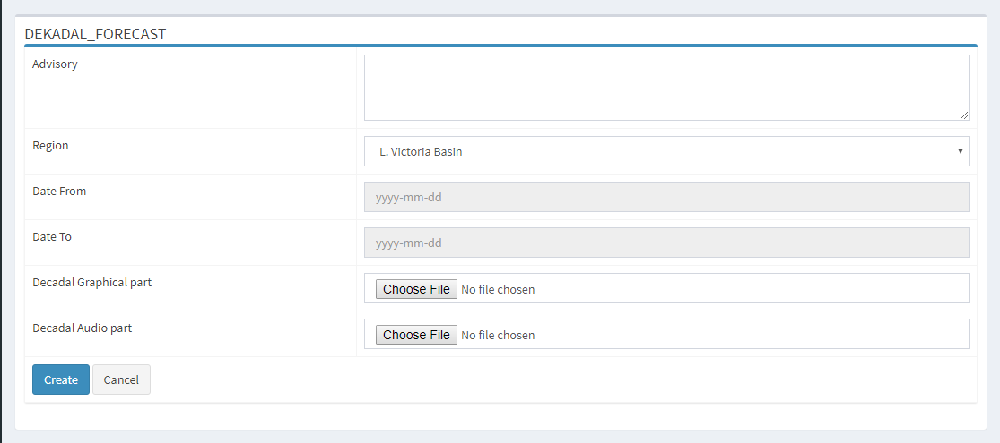 DEKADAL_FORECAST
Advisory
Region
L. Victoria Basin
Date From
yyyy-mm-dd
Date To
yyyy-mm-dd
Decadal Graphical part
Choose File No file chosen
Decadal Audio part
Choose File No file chosen
Create Cancel